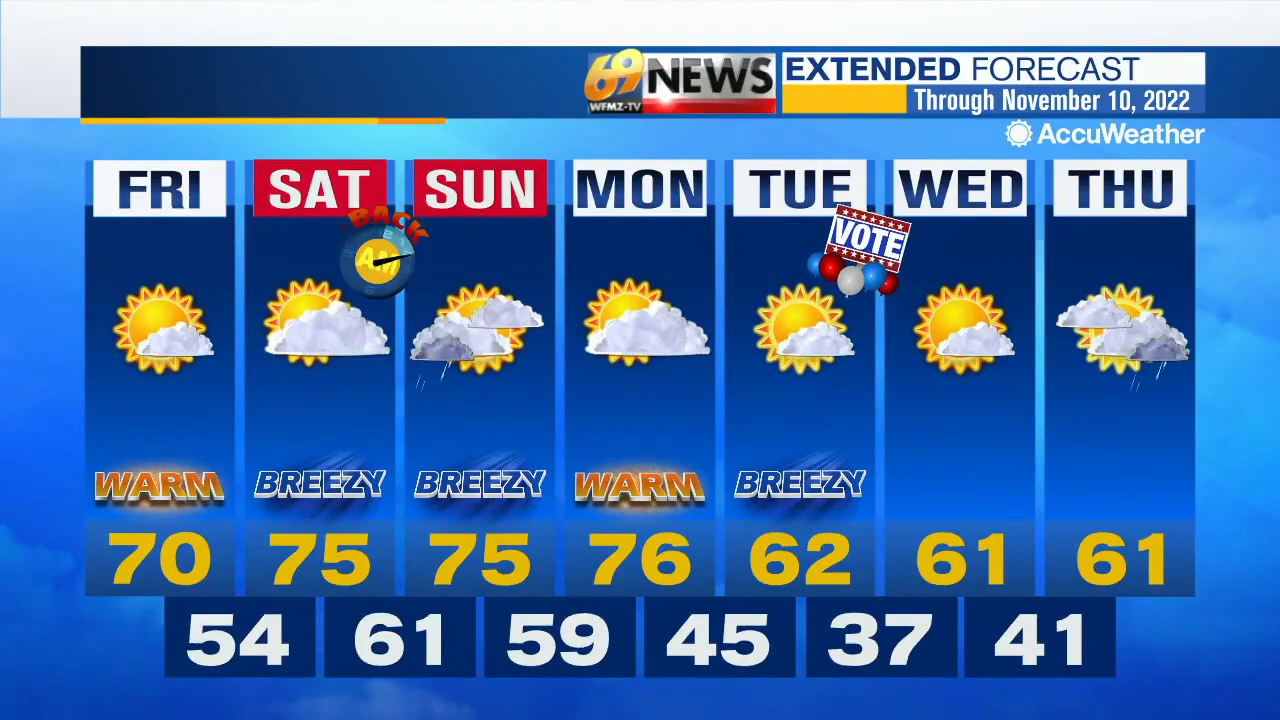 69 NEWS
WFMZ-TV
EXTENDED FORECAST
Through November 10, 2022
AccuWeather
FRI SAT SUN MON TUE WED THU
BACK
AM
VOTE
WARM BREEZY BREEZY WARM BREEZY
70 75 75 76 62 61 61
54 61 59 45 37 41